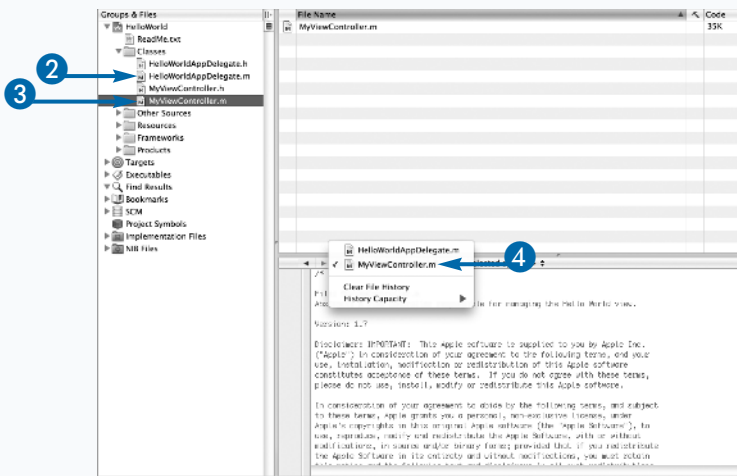 Groups & Files
HelloWorld
ReadMe.txt
Classes
HelloWorldAppDelegate.h
HelloWorldAppDelegate.m
MyViewController.h
MyViewController.m
Other Sources
Resources
Frameworks
Products
Targets
Executables
Find Results
Bookmarks
SCM
Project Symbols
Implementation Files
NIB Files
2
3
File Name
Code
MyViewController.m
35K
HelloWorldAppDelegate.m
MyViewController.m
4
Clear File History
History Capacity
/*
for managing the Hello World view.
Version: 1.7
Disclaimer: IMPORTANT: This Apple software is supplied to you by Apple Inc.
("Apple") in consideration of your agreement to the following terms, and your
use, installation, modification or redistribution of this Apple software
constitutes acceptance of these terms. If you do not agree with these terms,
please do not use, install, modify or redistribute this Apple software.
In consideration of your agreement to abide by the following terms, and subject
to these terms, Apple grants you a personal, non-exclusive license, under
Apple's copyrights in this original Apple software (the "Apple Software"), to
use, reproduce, modify and redistribute the Apple Software, with or without
modifications, in source and/or binary forms; provided that if you redistribute
the Apple Software in its entirety and without modifications, you must retain